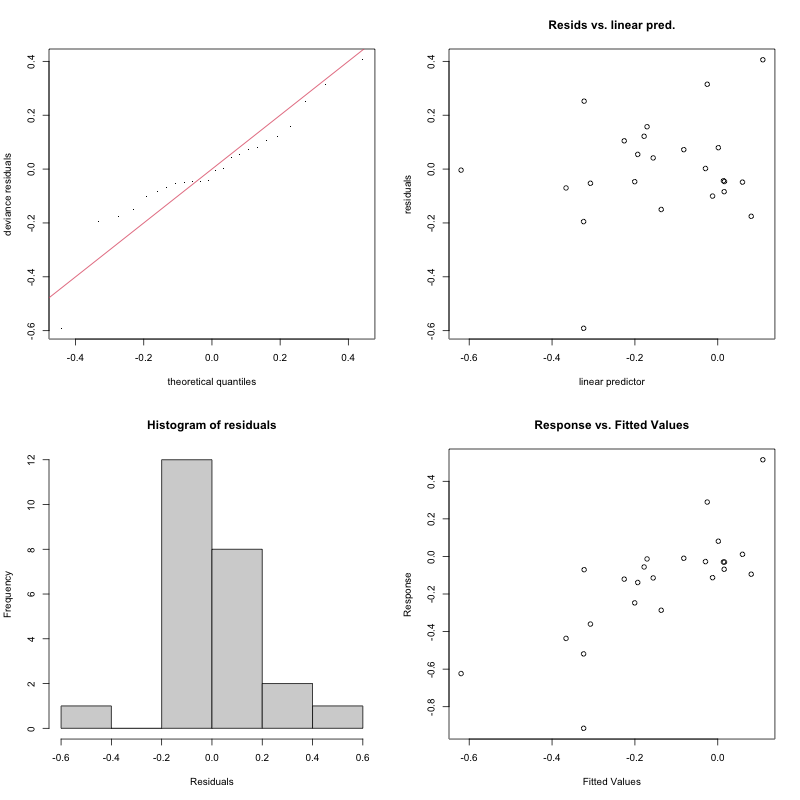 0.4
0.2
0.0
-0.2
-0.4
-0.6
deviance residuals
-0.4 -0.2 0.0 0.2 0.4
theoretical quantiles
Resids vs. linear pred.
0.4
0.2
0.0
-0.2
-0.4
-0.6
residuals
-0.6 -0.4 -0.2 0.0
linear predictor
Histogram of residuals
12
10
8
6
4
2
0
Frequency
-0.6 -0.4 -0.2 0.0 0.2 0.4 0.6
Residuals
Response vs. Fitted Values
0.4
0.2
0.0
-0.2
-0.4
-0.6
-0.8
Response
-0.6 -0.4 -0.2 0.0
Fitted Values